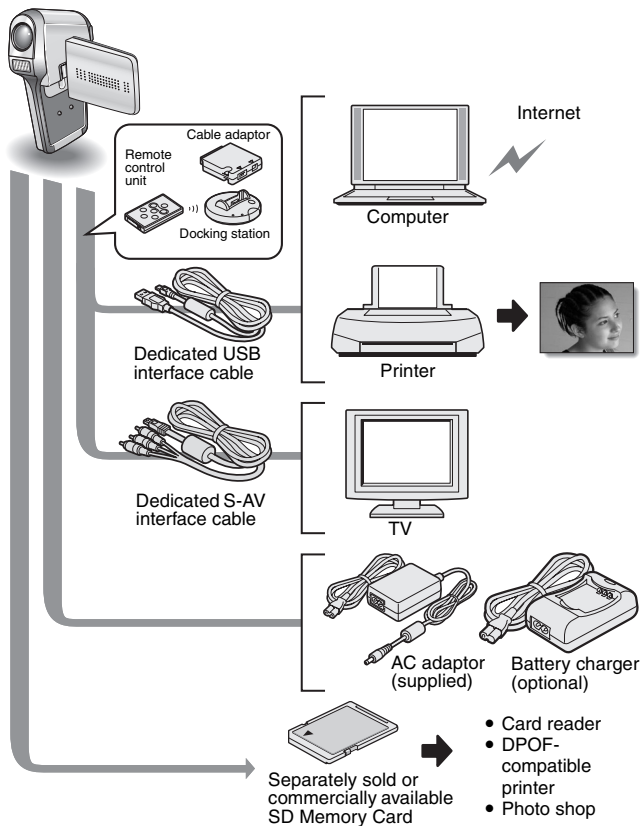 Cable adaptor
Remote
control
unit
Docking station
Internet
Computer
Dedicated USB
interface cable
Printer
Dedicated S-AV
interface cable
TV
AC adaptor
(supplied)
Battery charger
(optional)
Separately sold or
commercially available
SD Memory Card
• Card reader
• DPOF-
compatible
printer
• Photo shop